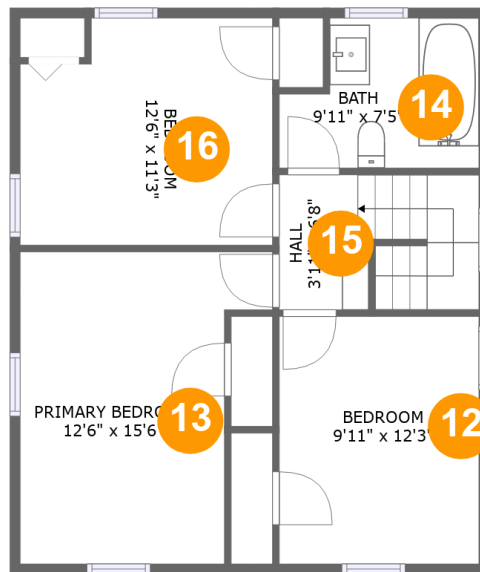 BATH
9'11" x 7'5"
14
12'6" x 11'3"
16
HALL
15
PRIMARY
12'6" x 15'6
13
BEDROOM
9'11" x 12'3"
12